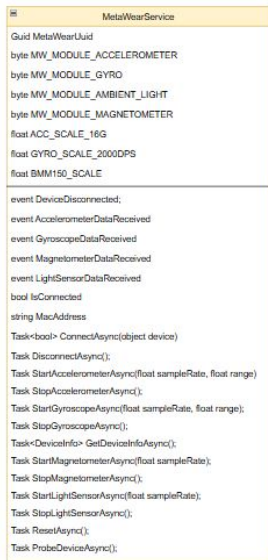 MetaWearService
Guid MetaWearUuid
byte MW_MODULE_ACCELEROMETER
byte MW_MODULE_GYRO
byte MW_MODULE_AMBIENT_LIGHT
byte MW_MODULE_MAGNETOMETER
float ACC_SCALE_16G
float GYRO_SCALE_2000DPS
float BMM150_SCALE
event DeviceDisconnected;
event AccelerometerDataReceived
event GyroscopeDataReceived
event MagnetometerDataReceived
event LightSensorDataReceived
bool IsConnected
string MacAddress
Task<bool> ConnectAsync(object device)
Task DisconnectAsync();
Task StartAccelerometerAsync(float sampleRate, float range)
Task StopAccelerometerAsync();
Task StartGyroscopeAsync(float sampleRate, float range);
Task StopGyroscopeAsync();
Task<DeviceInfo> GetDeviceInfoAsync();
Task StartMagnetometerAsync(float sampleRate);
Task StopMagnetometerAsync();
Task StartLightSensorAsync(float sampleRate);
Task StopLightSensorAsync();
Task ResetAsync();
Task ProbeDeviceAsync();